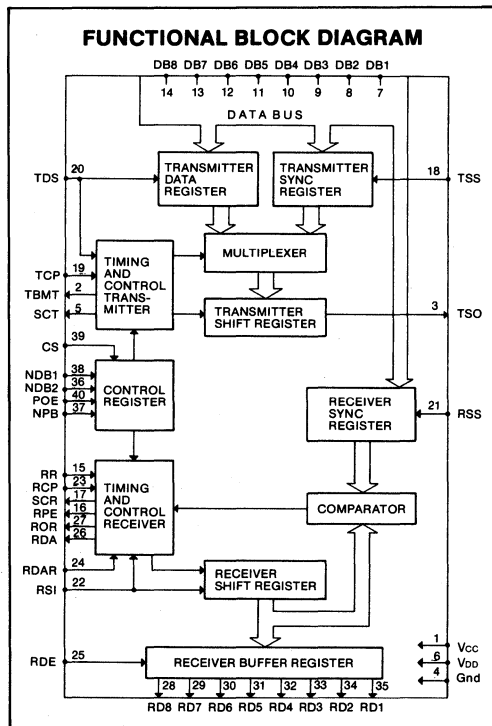 FUNCTIONAL BLOCK DIAGRAM
DB8 DB7 DB6 DB5 DB4 DB3 DB2 DB1
14 13 12 11 10 9 8 7
DATA BUS
TDS 20
TRANSMITTER
DATA
REGISTER
TRANSMITTER
SYNC
REGISTER
18 TSS
TCP 19
TBMT 2
SCT 5
TIMING
AND
CONTROL
TRANS-
MITTER
MULTIPLEXER
TRANSMITTER
SHIFT REGISTER
3 TSO
CS 39
NDB1 38
NDB2 36
POE 40
NPB 37
CONTROL
REGISTER
RECEIVER
SYNC
REGISTER
21 RSS
RR 15
RCP 23
SCR 17
RPE 16
ROR 27
RDA 26
TIMING
AND
CONTROL
RECEIVER
COMPARATOR
RDAR 24
RSI 22
RECEIVER
SHIFT REGISTER
1 VCC
6 VDD
4 Gnd
RDE 25
RECEIVER BUFFER REGISTER
28 29 30 31 32 33 34 35
RD8 RD7 RD6 RD5 RD4 RD3 RD2 RD1